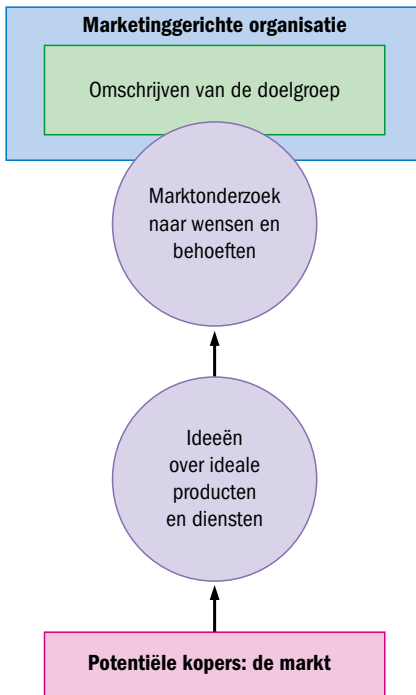 Marketinggerichte organisatie
Omschrijven van de doelgroep
Marktonderzoek
naar wensen en
behoeften
Ideeën
over ideale
producten
en diensten
Potentiële kopers: de markt